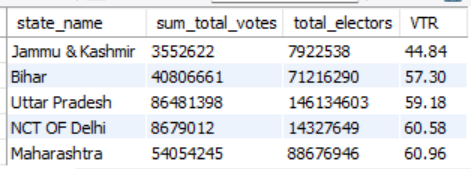 state_name sum_total_votes total_electors VTR
Jammu & Kashmir 3552622 7922538 44.84
Bihar 40806661 71216290 57.30
Uttar Pradesh 86481398 146134603 59.18
NCT OF Delhi 8679012 14327649 60.58
Maharashtra 54054245 88676946 60.96